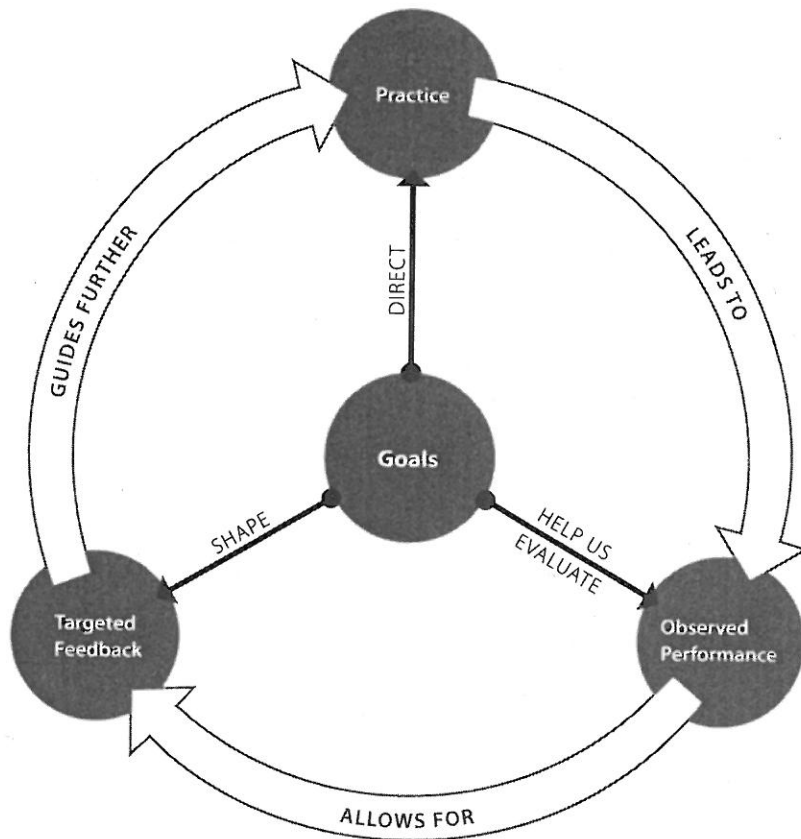 Practice
LEADS TO
GUIDES FURTHER
DIRECT
Goals
SHAPE
HELP US
EVALUATE
Targeted
Feedback
Observed
Performance
ALLOWS FOR